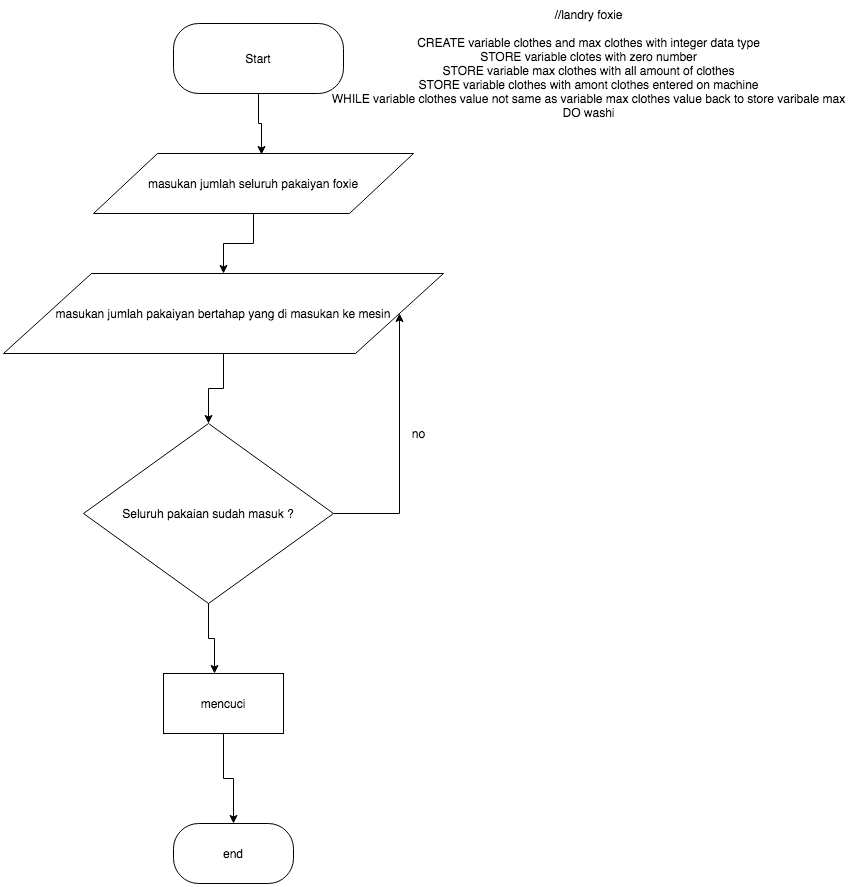 //landry foxie
CREATE variable clothes and max clothes with integer data type
STORE variable clotes with zero number
STORE variable max clothes with all amount of clothes
STORE variable clothes with amont clothes entered on machine
WHILE variable clothes value not same as variable max clothes value back to store varibale max
DO washi
Start
masukan jumlah seluruh pakaiyan foxie
masukan jumlah pakaiyan bertahap yang di masukan ke mesin
no
Seluruh pakaian sudah masuk ?
mencuci
end